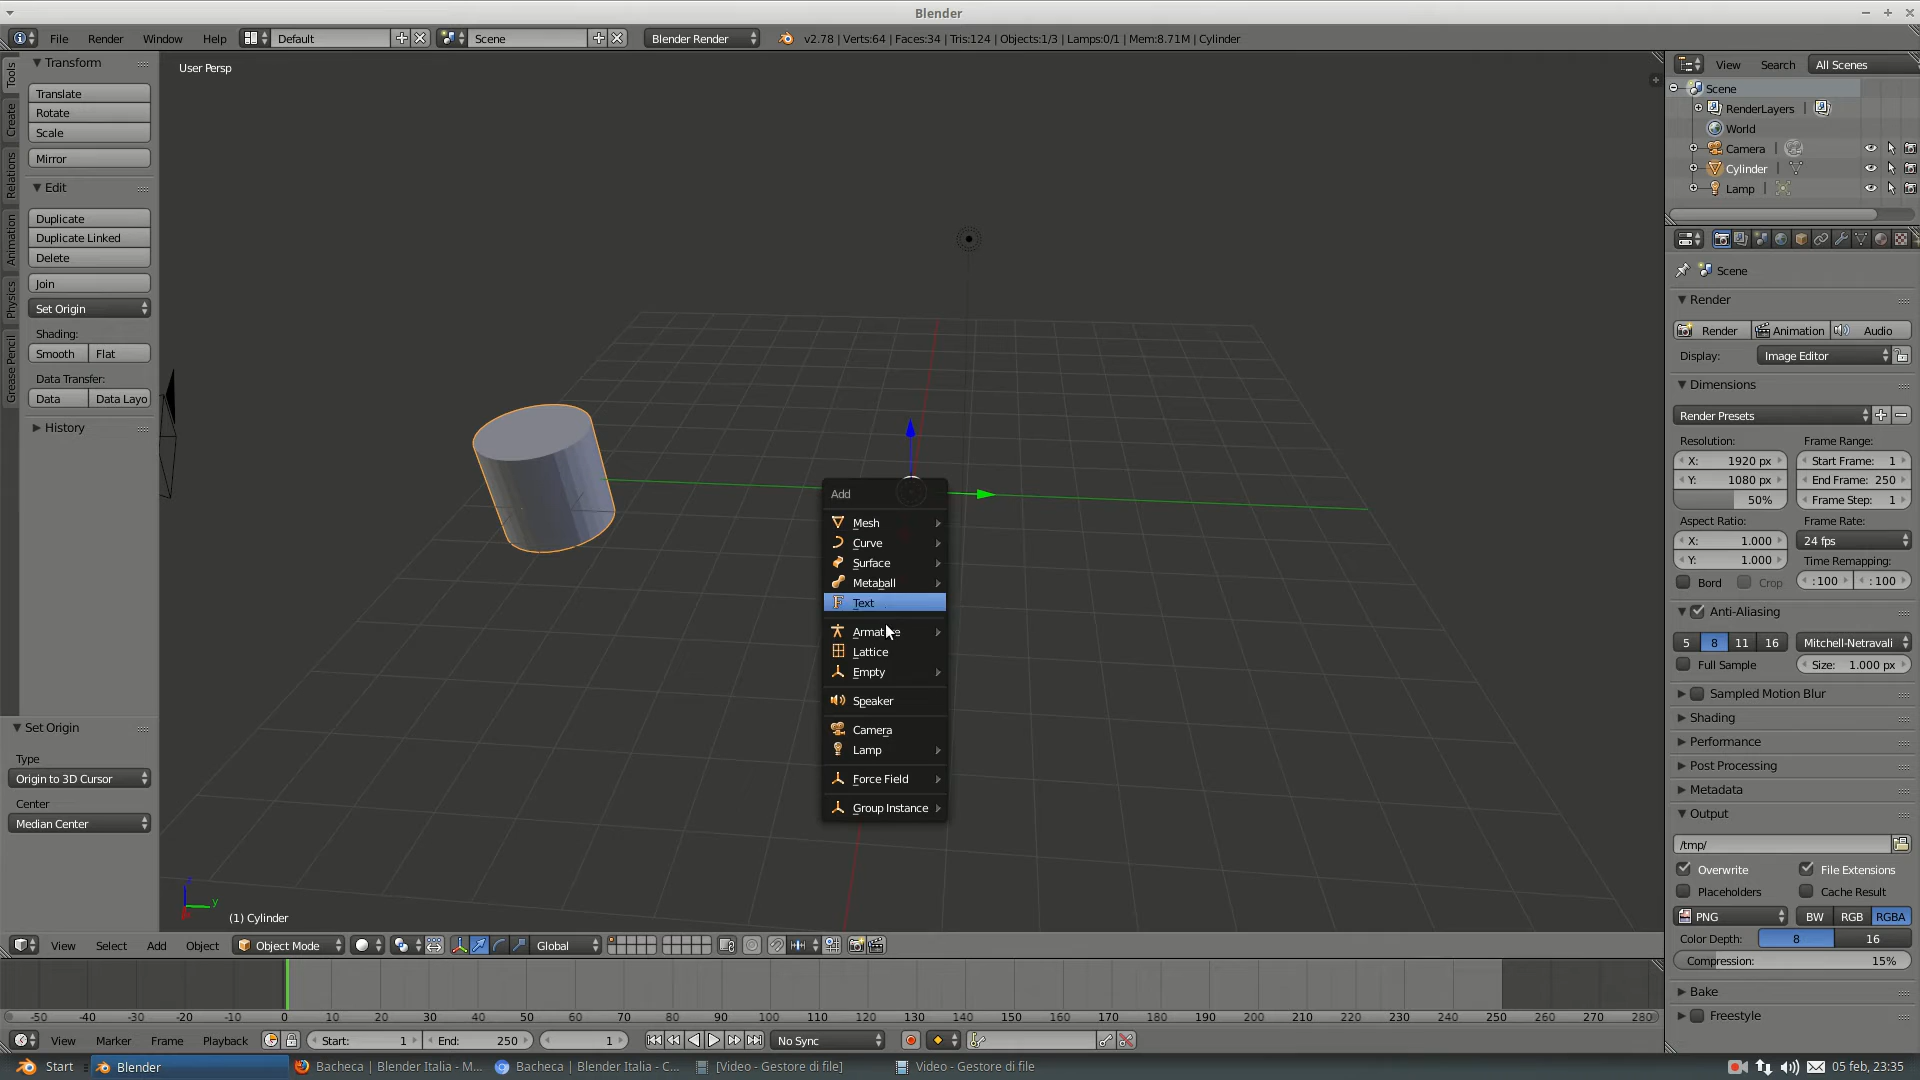 Blender
File Render Window Help Default Scene Blender Render v2.78 | Verts:64 | Faces:34 | Tris:124 | Objects:1/3 | Lamps:0/1 | Mem:8.71M | Cylinder
Tools
Create
Relations
Animation
Physics
Grease Pencil
Transform
Translate
Rotate
Scale
Mirror
Edit
Duplicate
Duplicate Linked
Delete
Join
Set Origin
Shading:
Smooth Flat
Data Transfer:
Data Data Layo
History
Set Origin
Type
Origin to 3D Cursor
Center
Median Center
User Persp
Add
Mesh
Curve
Surface
Metaball
Text
Lattice
Empty
Speaker
Camera
Lamp
Force Field
Group Instance
z
y
(1) Cylinder
View Select Add Object Object Mode Global
View Search All Scenes
Scene
RenderLayers
World
Camera
Cylinder
Lamp
Scene
Render
Render Animation Audio
Display: Image Editor
Dimensions
Render Presets
Resolution: Frame Range:
X: 1920 px Start Frame: 1
Y: 1080 px End Frame: 250
50% Frame Step: 1
Aspect Ratio: Frame Rate:
X: 1.000 24 fps
Y: 1.000 Time Remapping:
Bord Crop :100 :100
Anti-Aliasing
5 8 11 16 Mitchell-Netravali
Full Sample Size: 1.000 px
Sampled Motion Blur
Shading
Performance
Post Processing
Metadata
Output
/tmp/
Overwrite File Extensions
Placeholders Cache Result
PNG BW RGB RGBA
Color Depth: 8 16
Compression: 15%
Bake
Freestyle
-50 -40 -30 -20 -10 0 10 20 30 40 50 60 70 80 90 100 110 120 130 140 150 160 170 180 190 200 210 220 230 240 250 260 270 280
View Marker Frame Playback Start: 1 End: 250 1 No Sync
Start Blender Bacheca | Blender Italia - M... Bacheca | Blender Italia - C... [Video - Gestore di file] Video - Gestore di file 05 feb, 23:35